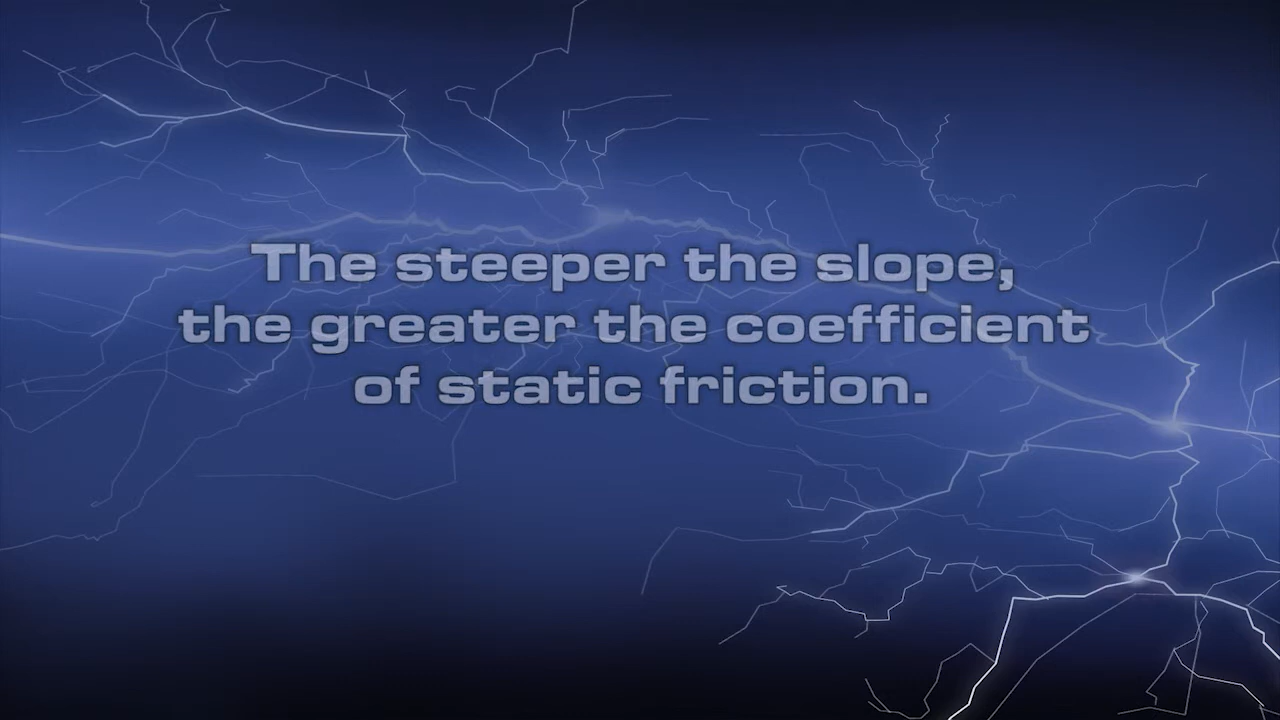 The steeper the slope,
the greater the coefficient
of static friction.